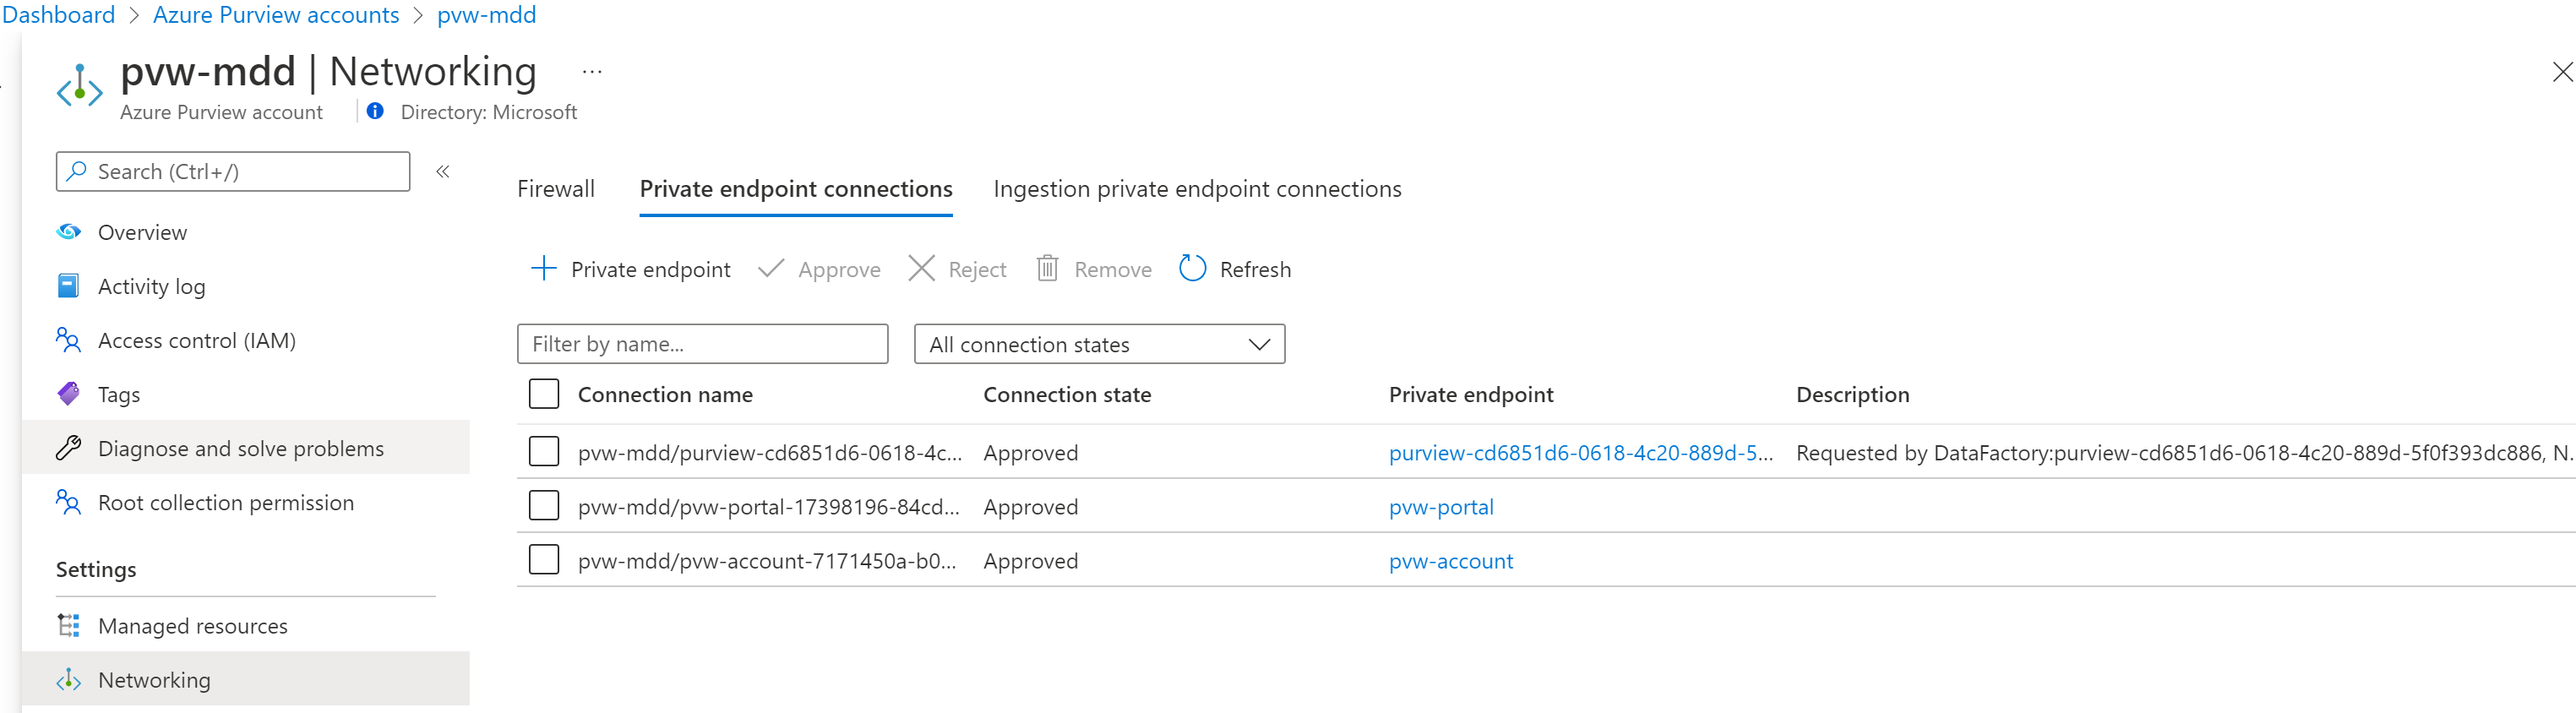 Dashboard > Azure Purview accounts > pvw-mdd
pvw-mdd | Networking ...
Azure Purview account Directory: Microsoft
Search (Ctrl+/) «
Overview
Activity log
Access control (IAM)
Tags
Diagnose and solve problems
Root collection permission
Settings
Managed resources
Networking
Firewall Private endpoint connections Ingestion private endpoint connections
Private endpoint Approve Reject Remove Refresh
Filter by name... All connection states
Connection name Connection state Private endpoint Description
pvw-mdd/purview-cd6851d6-0618-4c... Approved purview-cd6851d6-0618-4c20-889d-5... Requested by DataFactory:purview-cd6851d6-0618-4c20-889d-5f0f393dc886, N...
pvw-mdd/pvw-portal-17398196-84cd... Approved pvw-portal
pvw-mdd/pvw-account-7171450a-b0... Approved pvw-account